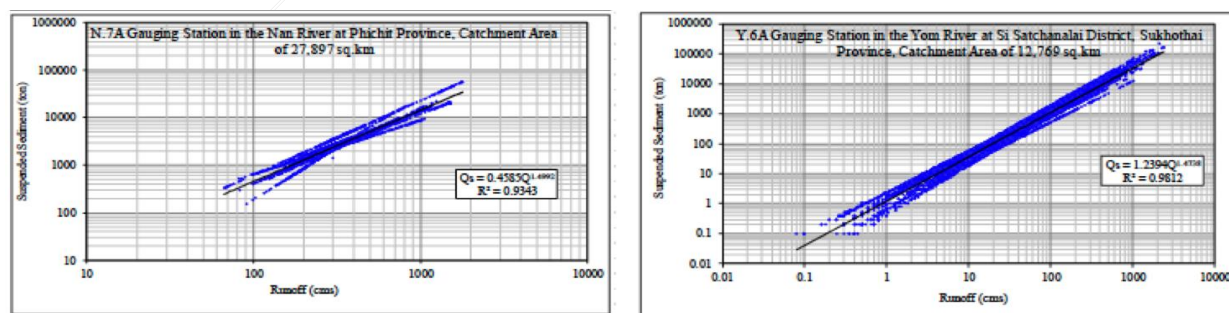 N.7A Gauging Station in the Nan River at Phichit Province, Catchment Area
of 27,897 sq.km
1000000
100000
10000
1000
100
10
Suspended Sediment (ton)
Qs = 0.4585Q
R² = 0.9343
10
100
1000
10000
Runoff (cms)
Y.6A Gauging Station in the Yom River at Si Satchanalai District, Sukhothai
Province, Catchment Area of 12,769 sq.km
1000000
100000
10000
1000
100
10
1
0.1
0.01
Suspended Sediment (ton)
Qs = 1.2394Q
R² = 0.9812
0.01
0.1
1
10
100
1000
10000
Runoff (cms)